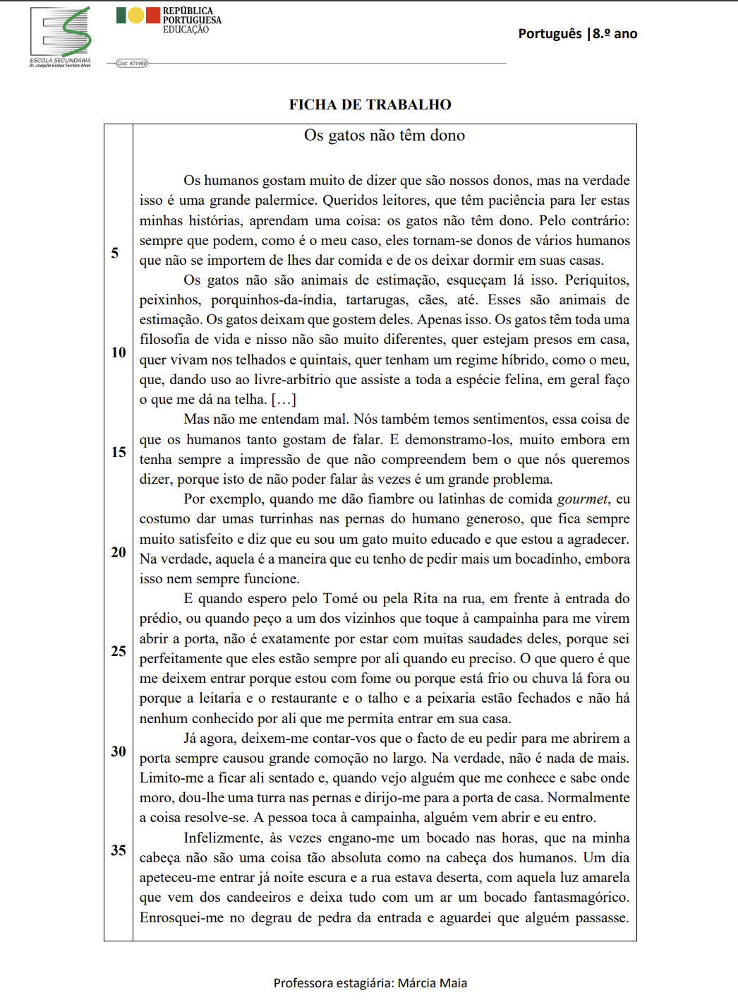 REPÚBLICA
PORTUGUESA
EDUCAÇÃO
Português |8.º ano
ESCOLA SECUNDÁRIA
Dr. Joaquim Gomes Ferreira Alves
Cód: 401468
FICHA DE TRABALHO
Os gatos não têm dono
Os humanos gostam muito de dizer que são nossos donos, mas na verdade
isso é uma grande palermice. Queridos leitores, que têm paciência para ler estas
minhas histórias, aprendam uma coisa: os gatos não têm dono. Pelo contrário:
sempre que podem, como é o meu caso, eles tornam-se donos de vários humanos
5
que não se importem de lhes dar comida e de os deixar dormir em suas casas.
Os gatos não são animais de estimação, esqueçam lá isso. Periquitos,
peixinhos, porquinhos-da-índia, tartarugas, cães, até. Esses são animais de
estimação. Os gatos deixam que gostem deles. Apenas isso. Os gatos têm toda uma
filosofia de vida e nisso não são muito diferentes, quer estejam presos em casa,
10
quer vivam nos telhados e quintais, quer tenham um regime híbrido, como o meu,
que, dando uso ao livre-arbítrio que assiste a toda a espécie felina, em geral faço
o que me dá na telha. […]
Mas não me entendam mal. Nós também temos sentimentos, essa coisa de
que os humanos tanto gostam de falar. E demonstramo-los, muito embora em
15
tenha sempre a impressão de que não compreendem bem o que nós queremos
dizer, porque isto de não poder falar às vezes é um grande problema.
Por exemplo, quando me dão fiambre ou latinhas de comida gourmet, eu
costumo dar umas turrinhas nas pernas do humano generoso, que fica sempre
muito satisfeito e diz que eu sou um gato muito educado e que estou a agradecer.
20
Na verdade, aquela é a maneira que eu tenho de pedir mais um bocadinho, embora
isso nem sempre funcione.
E quando espero pelo Tomé ou pela Rita na rua, em frente à entrada do
prédio, ou quando peço a um dos vizinhos que toque à campainha para me virem
abrir a porta, não é exatamente por estar com muitas saudades deles, porque sei
25
perfeitamente que eles estão sempre por ali quando eu preciso. O que quero é que
me deixem entrar porque estou com fome ou porque está frio ou chuva lá fora ou
porque a leitaria e o restaurante e o talho e a peixaria estão fechados e não há
nenhum conhecido por ali que me permita entrar em sua casa.
Já agora, deixem-me contar-vos que o facto de eu pedir para me abrirem a
30
porta sempre causou grande comoção no largo. Na verdade, não é nada de mais.
Limito-me a ficar ali sentado e, quando vejo alguém que me conhece e sabe onde
moro, dou-lhe uma turra nas pernas e dirijo-me para a porta de casa. Normalmente
a coisa resolve-se. A pessoa toca à campainha, alguém vem abrir e eu entro.
Infelizmente, às vezes engano-me um bocado nas horas, que na minha
35
cabeça não são uma coisa tão absoluta como na cabeça dos humanos. Um dia
apeteceu-me entrar já noite escura e a rua estava deserta, com aquela luz amarela
que vem dos candeeiros e deixa tudo com um ar um bocado fantasmagórico.
Enrosquei-me no degrau de pedra da entrada e aguardei que alguém passasse.
Professora estagiária: Márcia Maia